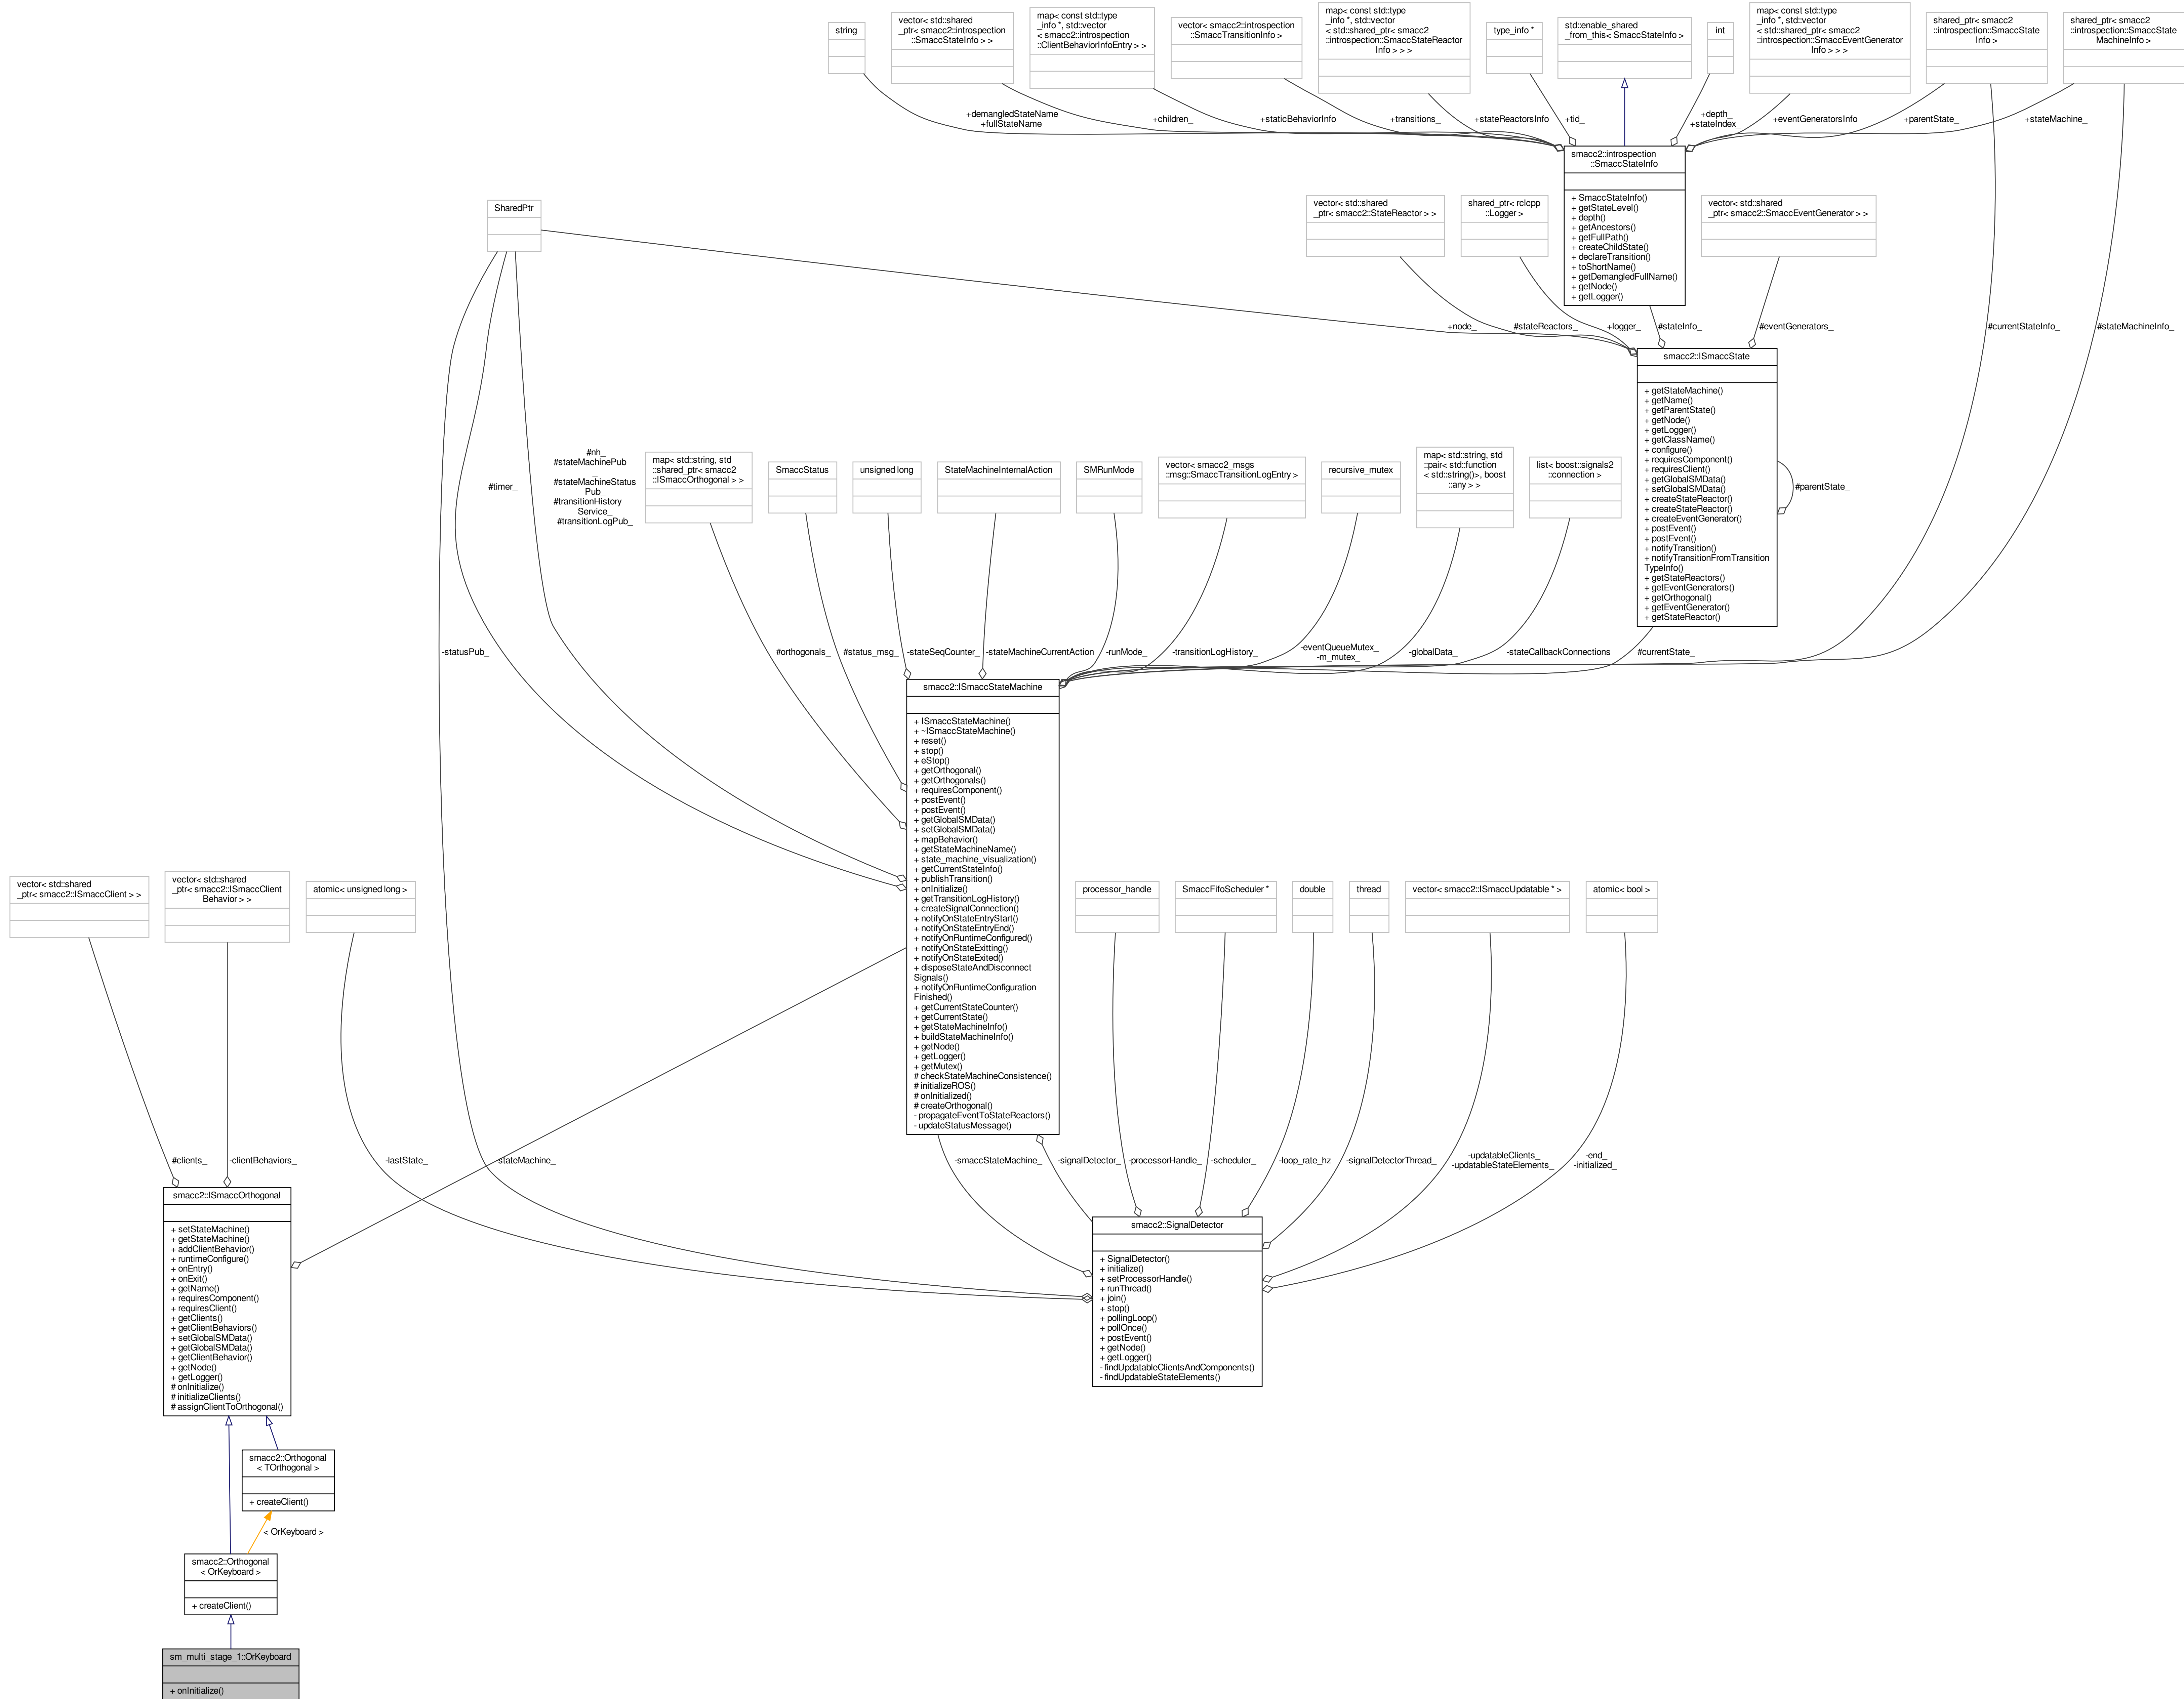 string
vector< std::shared
_ptr< smacc2::introspection
::SmaccStateInfo > >
map< const std::type
_info *, std::vector
< smacc2::introspection
::ClientBehaviorInfoEntry > >
vector< smacc2::introspection
::SmaccTransitionInfo >
map< const std::type
_info *, std::vector
< std::shared_ptr< smacc2
::introspection::SmaccStateReactor
Info > > >
type_info *
std::enable_shared
_from_this< SmaccStateInfo >
int
map< const std::type
_info *, std::vector
< std::shared_ptr< smacc2
::introspection::SmaccEventGenerator
Info > > >
shared_ptr< smacc2
::introspection::SmaccState
Info >
shared_ptr< smacc2
::introspection::SmaccState
MachineInfo >
+demangledStateName
+fullStateName
+children_
+staticBehaviorInfo
+transitions_
+stateReactorsInfo
+tid_
+depth_
+stateIndex_
+eventGeneratorsInfo
+parentState_
+stateMachine_
smacc2::introspection
::SmaccStateInfo
+ SmaccStateInfo()
+ getStateLevel()
+ depth()
+ getAncestors()
+ getFullPath()
+ createChildState()
+ declareTransition()
+ toShortName()
+ getDemangledFullName()
+ getNode()
+ getLogger()
SharedPtr
vector< std::shared
_ptr< smacc2::StateReactor > >
shared_ptr< rclcpp
::Logger >
vector< std::shared
_ptr< smacc2::SmaccEventGenerator > >
+node_
#stateReactors_
+logger_
#stateInfo_
#eventGenerators_
#currentStateInfo_
#stateMachineInfo_
smacc2::ISmaccState
+ getStateMachine()
+ getName()
+ getParentState()
+ getNode()
+ getLogger()
+ getClassName()
+ configure()
+ requiresComponent()
+ requiresClient()
+ getGlobalSMData()
+ setGlobalSMData()
+ createStateReactor()
+ createStateReactor()
+ createEventGenerator()
+ postEvent()
+ postEvent()
+ notifyTransition()
+ notifyTransitionFromTransition
TypeInfo()
+ getStateReactors()
+ getEventGenerators()
+ getOrthogonal()
+ getEventGenerator()
+ getStateReactor()
#parentState_
#timer_
#nh_
#stateMachinePub
_
#stateMachineStatus
Pub_
#transitionHistory
Service_
#transitionLogPub_
map< std::string, std
::shared_ptr< smacc2
::ISmaccOrthogonal > >
SmaccStatus
unsigned long
StateMachineInternalAction
SMRunMode
vector< smacc2_msgs
::msg::SmaccTransitionLogEntry >
recursive_mutex
map< std::string, std
::pair< std::function
< std::string()>, boost
::any > >
list< boost::signals2
::connection >
-statusPub_
#orthogonals_
#status_msg_
-stateSeqCounter_
-stateMachineCurrentAction
-runMode_
-transitionLogHistory_
-eventQueueMutex_
-m_mutex_
-globalData_
-stateCallbackConnections
#currentState_
smacc2::ISmaccStateMachine
+ ISmaccStateMachine()
+ ~ISmaccStateMachine()
+ reset()
+ stop()
+ eStop()
+ getOrthogonal()
+ getOrthogonals()
+ requiresComponent()
+ postEvent()
+ postEvent()
+ getGlobalSMData()
+ setGlobalSMData()
+ mapBehavior()
+ getStateMachineName()
+ state_machine_visualization()
+ getCurrentStateInfo()
+ publishTransition()
+ onInitialize()
+ getTransitionLogHistory()
+ createSignalConnection()
+ notifyOnStateEntryStart()
+ notifyOnStateEntryEnd()
+ notifyOnRuntimeConfigured()
+ notifyOnStateExitting()
+ notifyOnStateExited()
+ disposeStateAndDisconnect
Signals()
+ notifyOnRuntimeConfiguration
Finished()
+ getCurrentStateCounter()
+ getCurrentState()
+ getStateMachineInfo()
+ buildStateMachineInfo()
+ getNode()
+ getLogger()
+ getMutex()
# checkStateMachineConsistence()
# initializeROS()
# onInitialized()
# createOrthogonal()
- propagateEventToStateReactors()
- updateStatusMessage()
vector< std::shared
_ptr< smacc2::ISmaccClient > >
vector< std::shared
_ptr< smacc2::ISmaccClient
Behavior > >
atomic< unsigned long >
processor_handle
SmaccFifoScheduler *
double
thread
vector< smacc2::ISmaccUpdatable * >
atomic< bool >
#clients_
-clientBehaviors_
-lastState_
-stateMachine_
-smaccStateMachine_
-signalDetector_
-processorHandle_
-scheduler_
-loop_rate_hz
-signalDetectorThread_
-updatableClients_
-updatableStateElements_
-end_
-initialized_
smacc2::ISmaccOrthogonal
+ setStateMachine()
+ getStateMachine()
+ addClientBehavior()
+ runtimeConfigure()
+ onEntry()
+ onExit()
+ getName()
+ requiresComponent()
+ requiresClient()
+ getClients()
+ getClientBehaviors()
+ setGlobalSMData()
+ getGlobalSMData()
+ getClientBehavior()
+ getNode()
+ getLogger()
# onInitialize()
# initializeClients()
# assignClientToOrthogonal()
smacc2::SignalDetector
+ SignalDetector()
+ initialize()
+ setProcessorHandle()
+ runThread()
+ join()
+ stop()
+ pollingLoop()
+ pollOnce()
+ postEvent()
+ getNode()
+ getLogger()
- findUpdatableClientsAndComponents()
- findUpdatableStateElements()
smacc2::Orthogonal
< TOrthogonal >
+ createClient()
< OrKeyboard >
smacc2::Orthogonal
< OrKeyboard >
+ createClient()
sm_multi_stage_1::OrKeyboard
+ onInitialize()